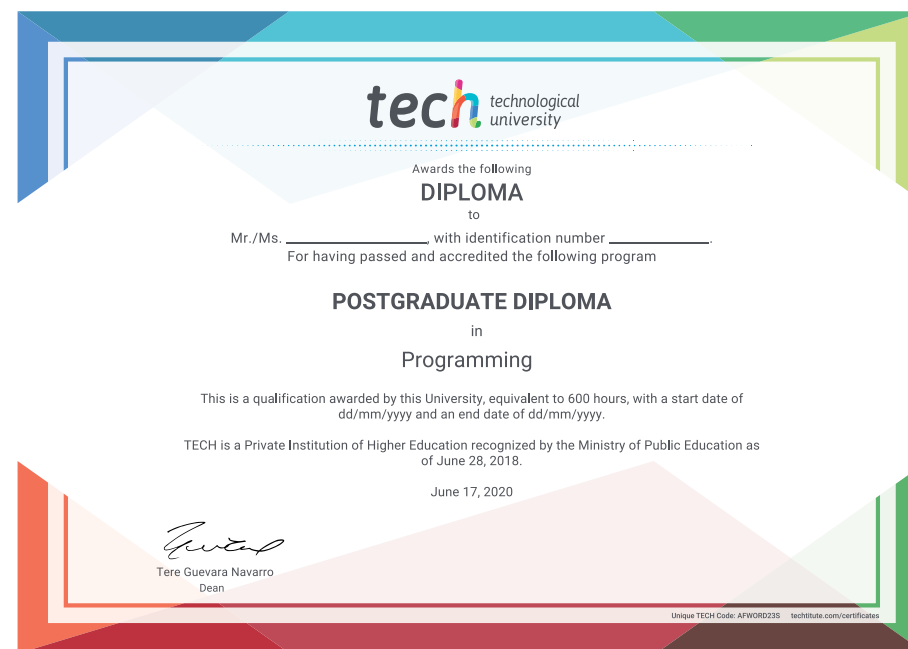 tech technological
university
Awards the following
DIPLOMA
to
Mr./Ms. ____________________, with identification number ______________.
For having passed and accredited the following program
POSTGRADUATE DIPLOMA
in
Programming
This is a qualification awarded by this University, equivalent to 600 hours, with a start date of
dd/mm/yyyy and an end date of dd/mm/yyyy.
TECH is a Private Institution of Higher Education recognized by the Ministry of Public Education as
of June 28, 2018.
June 17, 2020
Tere Guevara Navarro
Dean
Unique TECH Code: AFWORD23S techtitute.com/certificates